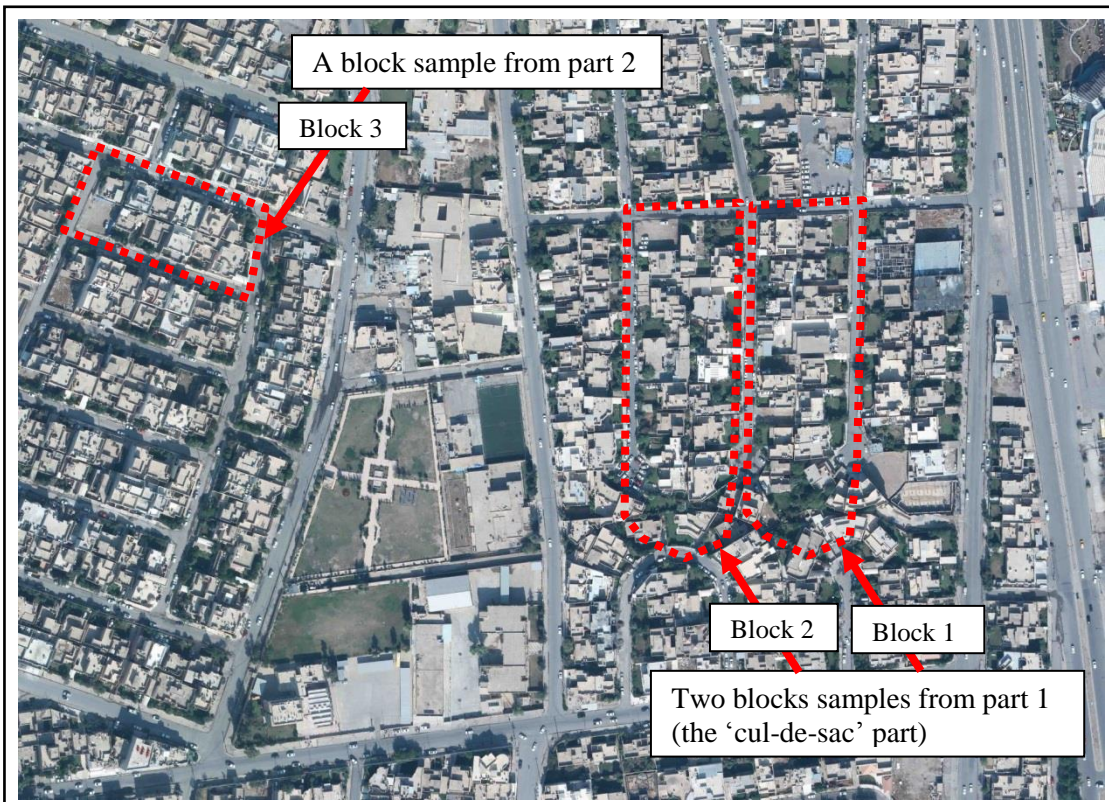 A block sample from part 2
Block 3
Block 2
Block 1
Two blocks samples from part 1
(the ‘cul-de-sac’ part)